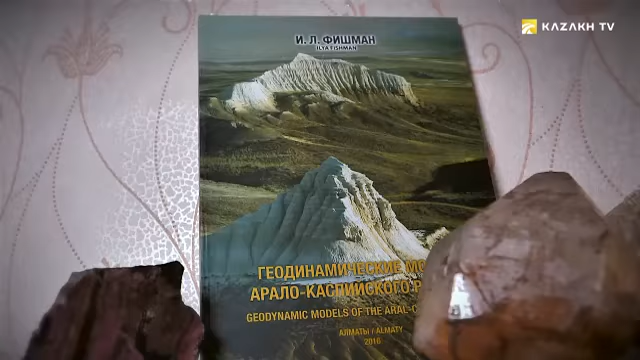 KAZAKH TV
И. Л. ФИШМАН
ILYA FISHMAN
ГЕОДИНАМИЧЕСКИЕ МО
АРАЛО-КАСПИЙСКОГО Р
GEODYNAMIC MODELS OF THE ARAL-C
АЛМАТЫ / ALMATY
2016